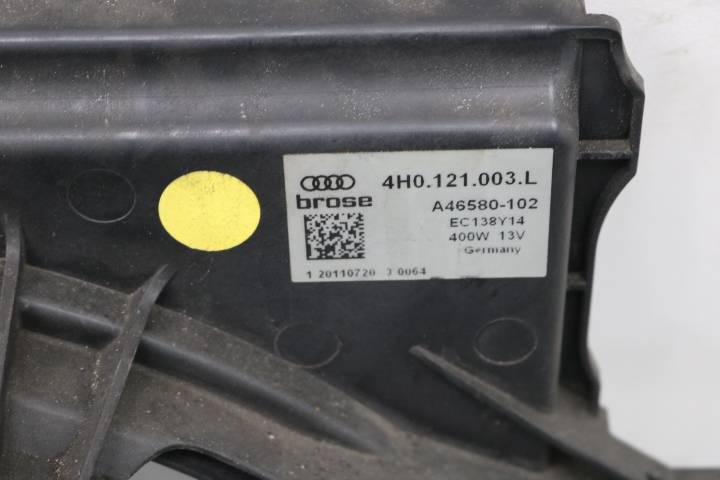 4H0.121.003.L
brose
A46580-102
EC138Y14
400W 13V
Germany
1 20110720 3 0064